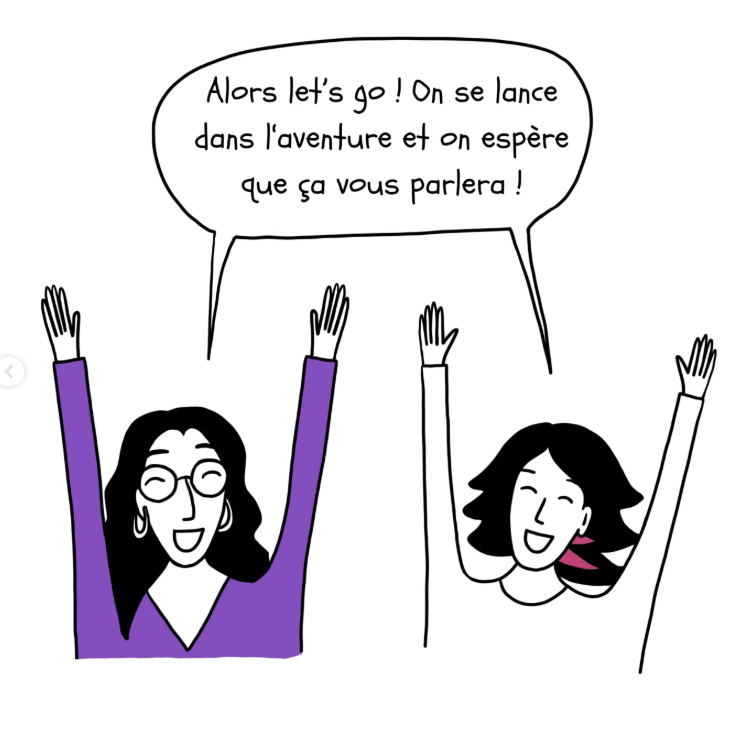 Alors let's go ! On se lance
dans l'aventure et on espère
que ça vous parlera !